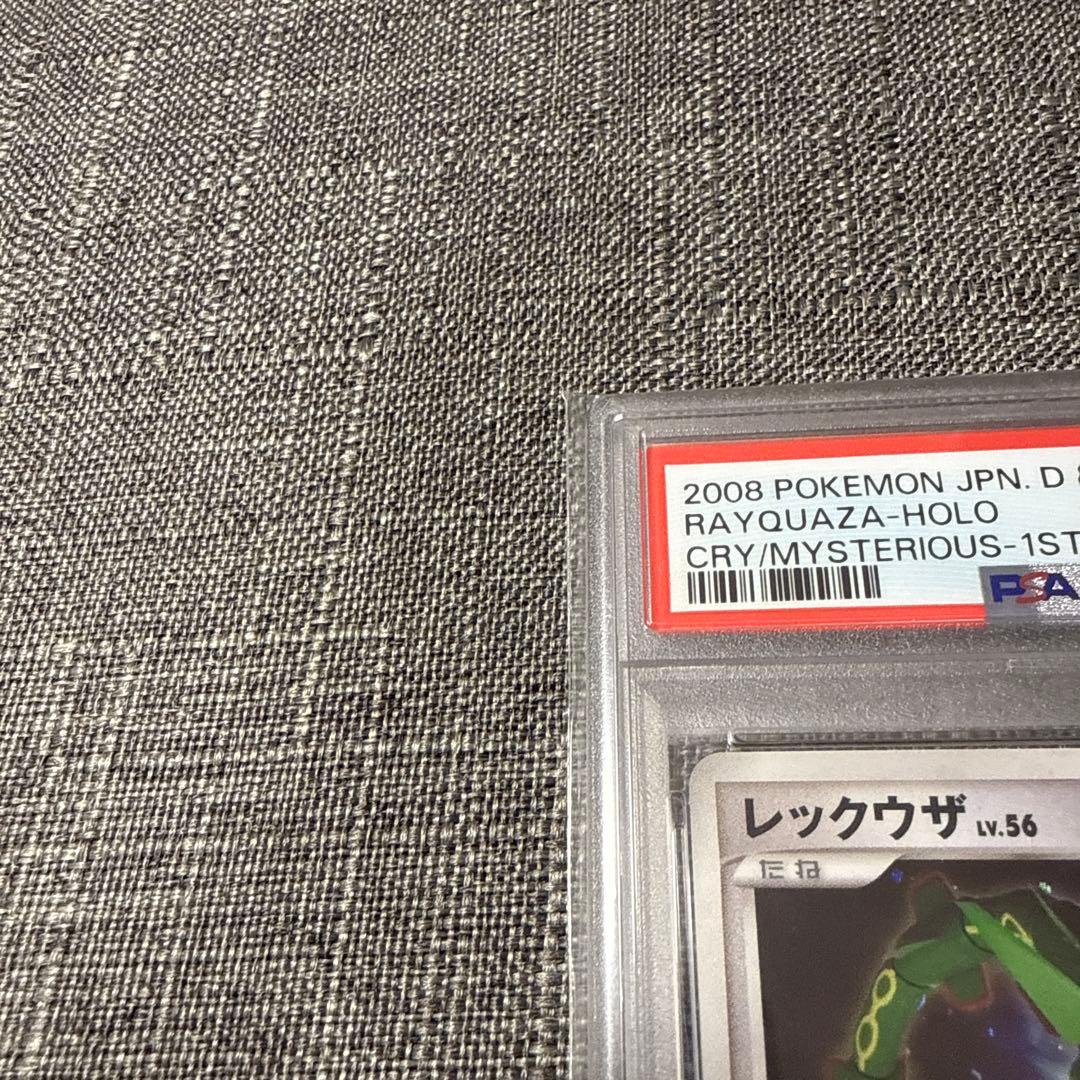 2008 POKEMON JPN. D &
RAYQUAZA-HOLO
CRY/MYSTERIOUS-1ST
PSA
レックウザ LV.56
たね